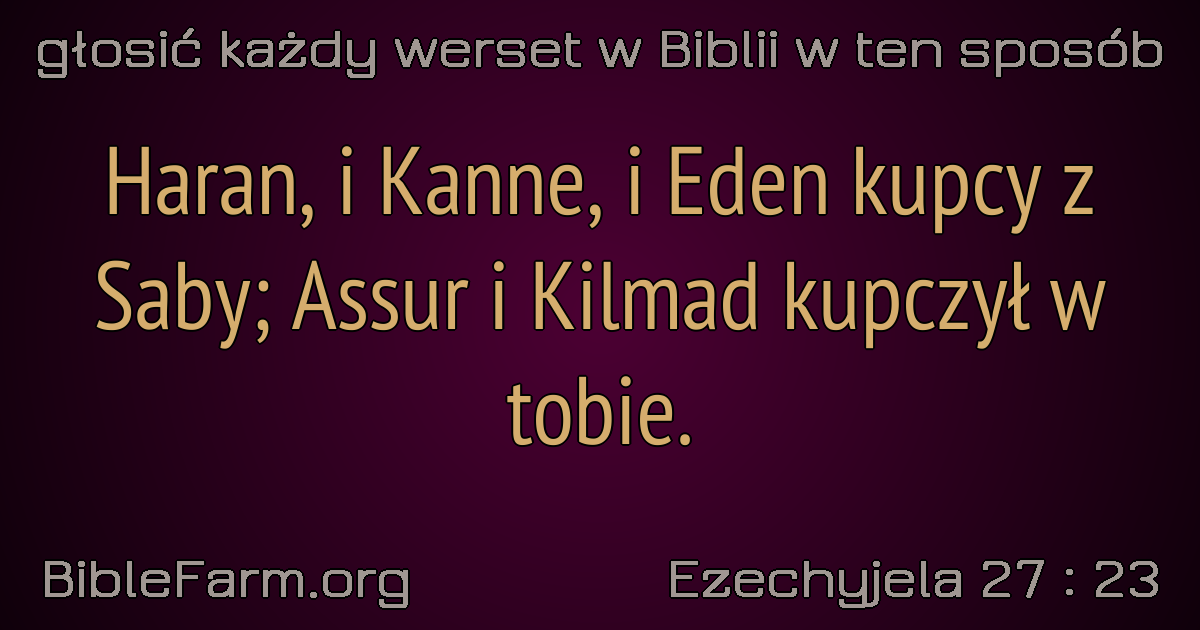 głosić każdy werset w Biblii w ten sposób
Haran, i Kanne, i Eden kupcy z
Saby; Assur i Kilmad kupczył w
tobie.
BibleFarm.org
Ezechyjela 27 : 23